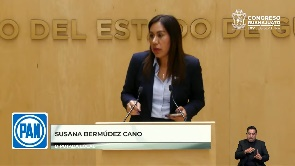 O DEL ESTADO DE G
CONGRESO
GUANAJUATO
PAN
SUSANA BERMÚDEZ CANO